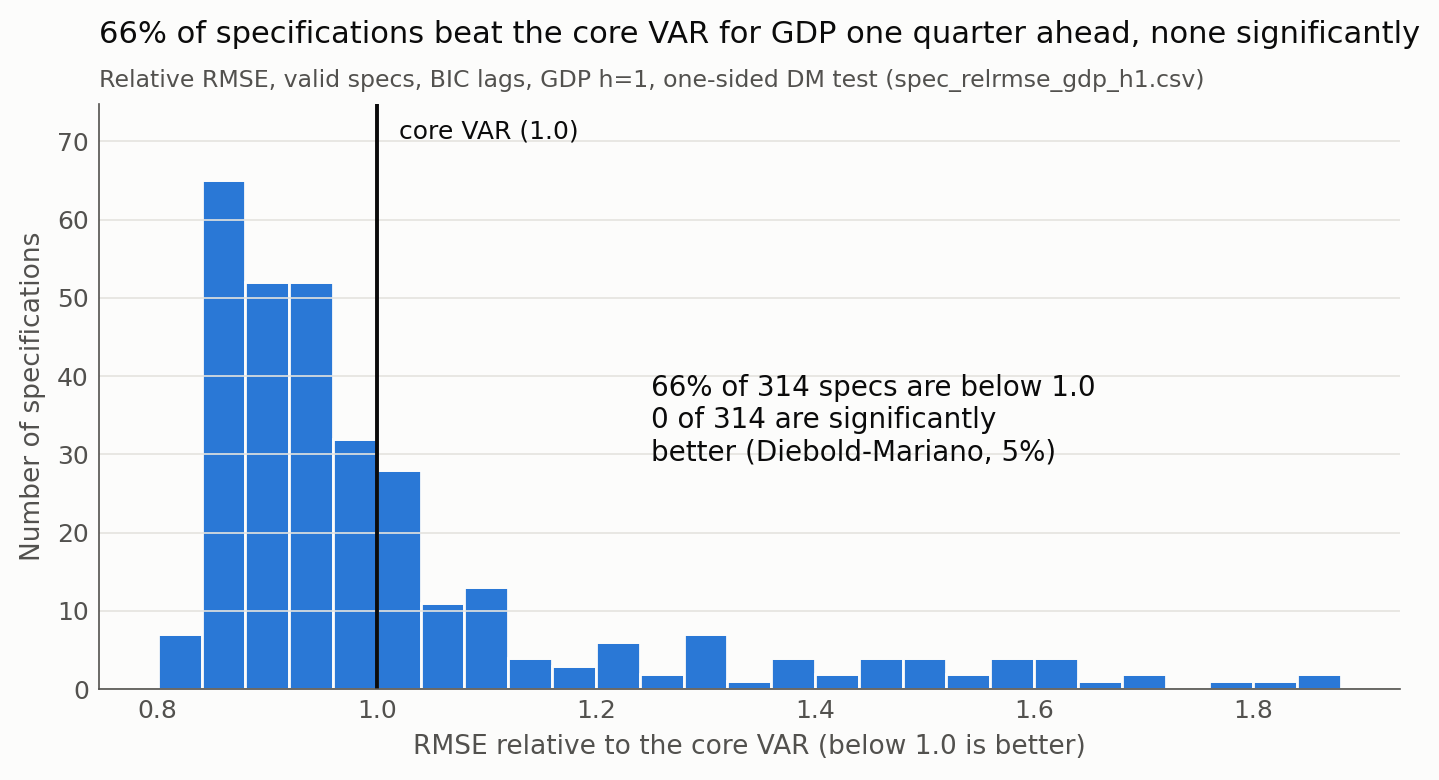 66% of specifications beat the core VAR for GDP one quarter ahead, none significantly
Relative RMSE, valid specs, BIC lags, GDP h=1, one-sided DM test (spec_relrmse_gdp_h1.csv)
core VAR (1.0)
70
60
50
40
30
20
10
0
Number of specifications
66% of 314 specs are below 1.0
0 of 314 are significantly
better (Diebold-Mariano, 5%)
0.8
1.0
1.2
1.4
1.6
1.8
RMSE relative to the core VAR (below 1.0 is better)